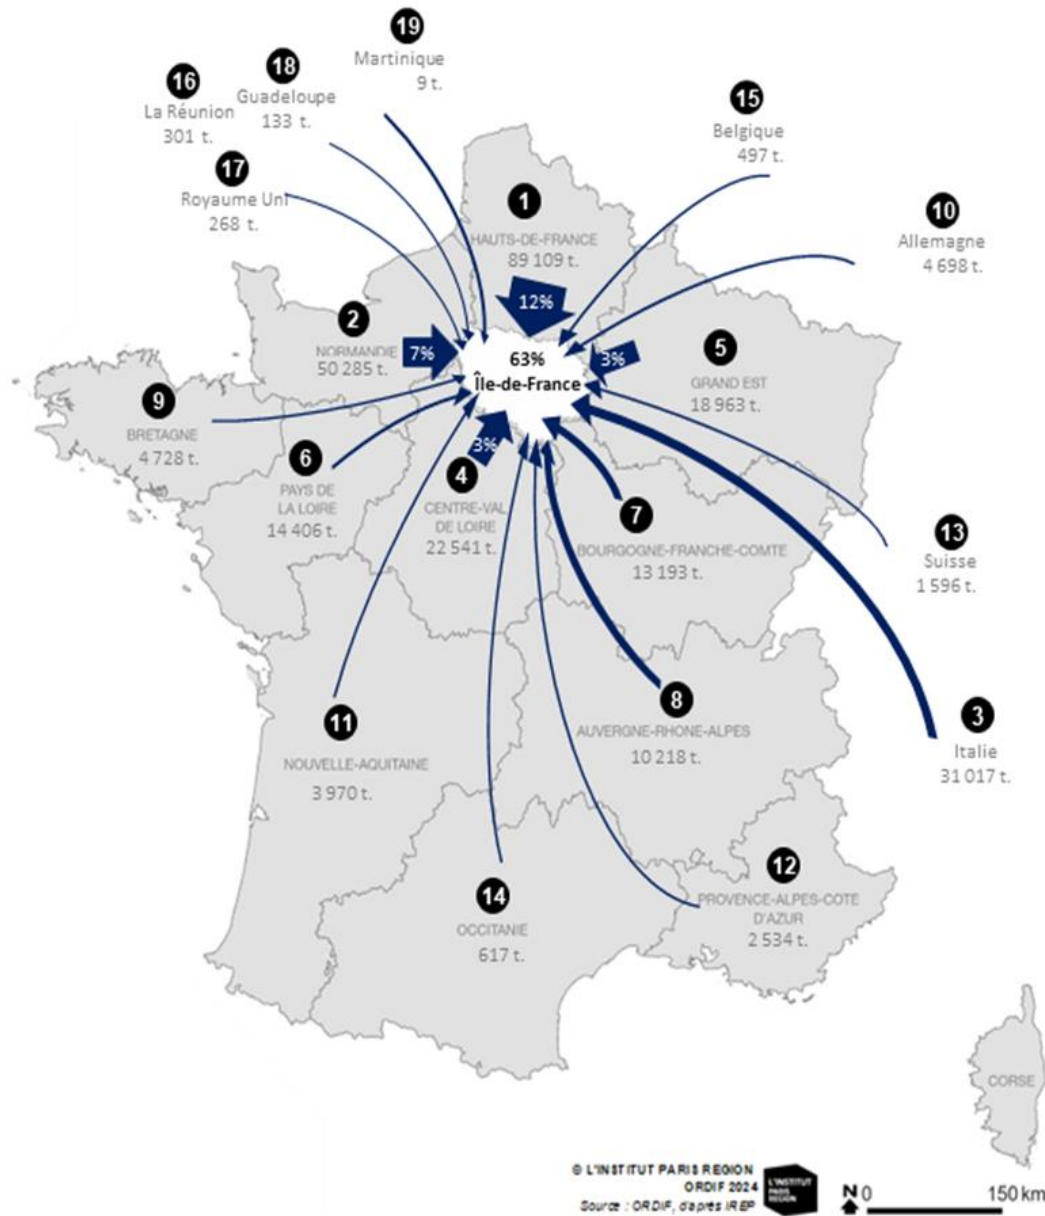 19
Martinique
9 t.
18
Guadeloupe
133 t.
16
La Réunion
301 t.
17
Royaume Uni
268 t.
15
Belgique
497 t.
10
Allemagne
4 698 t.
1
HAUTS-DE-FRANCE
89 109 t.
12%
2
NORMANDIE
50 285 t.
7%
63%
Île-de-France
3%
5
GRAND EST
18 963 t.
9
BRETAGNE
4 728 t.
6
PAYS DE
LA LOIRE
14 406 t.
3%
4
CENTRE-VAL
DE LOIRE
22 541 t.
7
BOURGOGNE-FRANCHE-COMTE
13 193 t.
13
Suisse
1 596 t.
11
NOUVELLE-AQUITAINE
3 970 t.
8
AUVERGNE-RHONE-ALPES
10 218 t.
3
Italie
31 017 t.
14
OCCITANIE
617 t.
12
PROVENCE-ALPES-COTE
D'AZUR
2 534 t.
CORSE
© L'INSTITUT PARIS REGION
ORDIF 2024
Source : ORDIF, d'après IREP
L'INSTITUT
PARIS
REGION
N 0 150 km